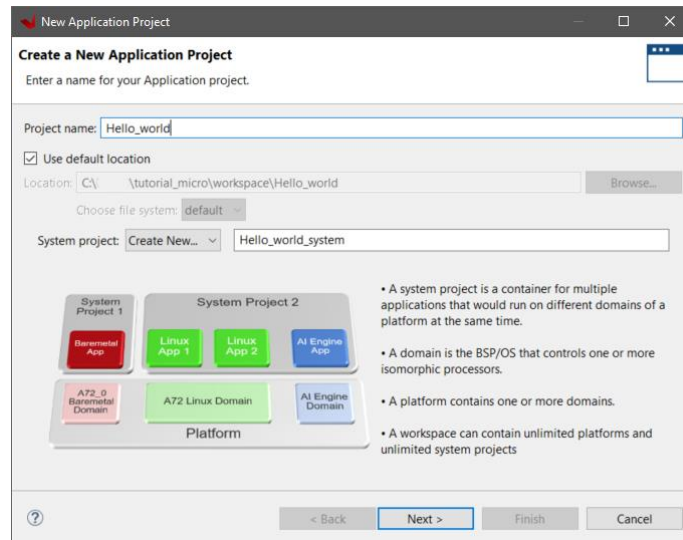 New Application Project
Create a New Application Project
Enter a name for your Application project.
Project name: Hello_world
Use default location
Location: C:\ \tutorial_micro\workspace\Hello_world Browse...
Choose file system: default
System project: Create New... Hello_world_system
System
Project 1
System Project 2
Baremetal
App
Linux
App 1
Linux
App 2
AI Engine
App
A72_0
Baremetal
Domain
A72 Linux Domain
AI Engine
Domain
Platform
• A system project is a container for multiple
applications that would run on different domains of a
platform at the same time.
• A domain is the BSP/OS that controls one or more
isomorphic processors.
• A platform contains one or more domains.
• A workspace can contain unlimited platforms and
unlimited system projects
? < Back Next > Finish Cancel